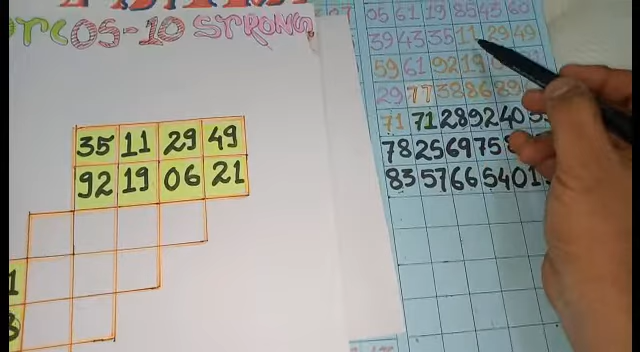 05-10 STRONG
35 11 29 49
92 19 06 21
05 61 19 85 43 60
39 43 35 11 29 49
59 61 92 19
29 77 38 86 89
71 71 28 92 40
78 25 69 75
83 57 66 54 01